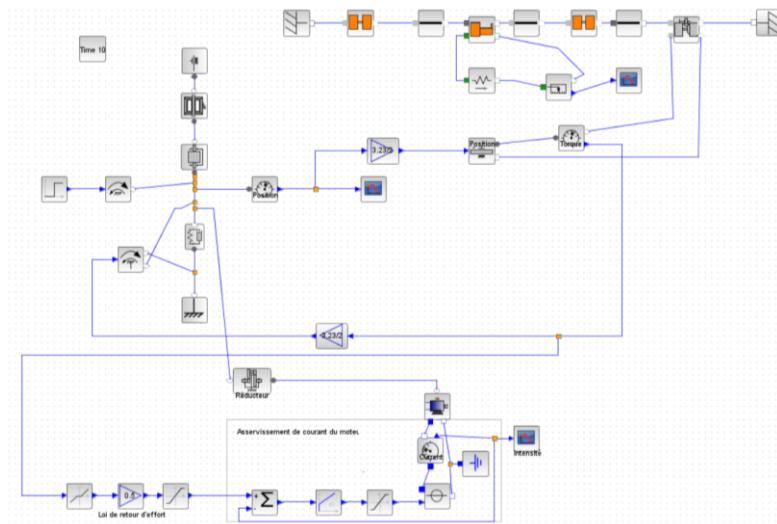 Time 10
3.23/2
Position
Torque
Position
3.23/2
Réducteur
Asservissement de courant du moteur
Courant
Intensité
0.5
Loi de retour d'effort